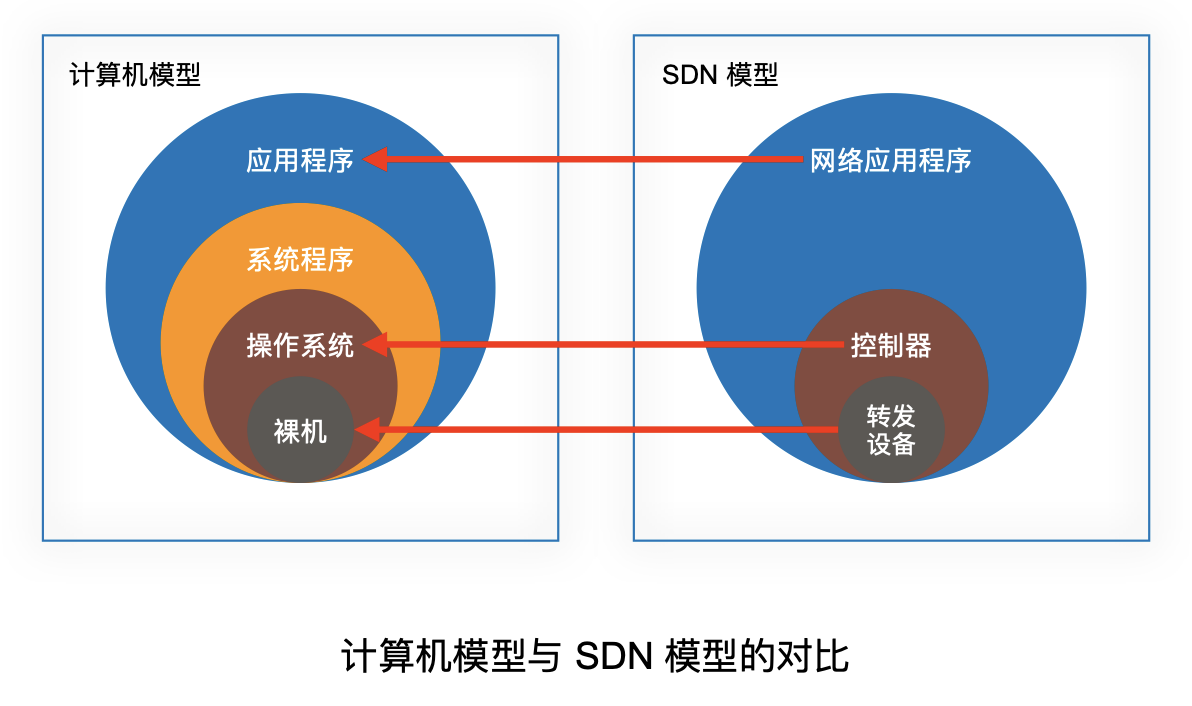 计算机模型
应用程序
系统程序
操作系统
裸机
SDN 模型
网络应用程序
控制器
转发
设备
计算机模型与 SDN 模型的对比